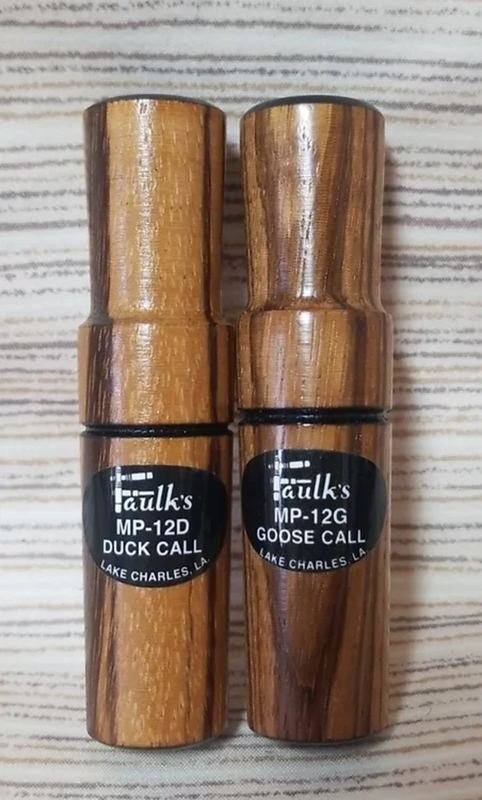 Faulk's
MP-12D
DUCK CALL
LAKE CHARLES, LA.
Faulk's
MP-12G
GOOSE CALL
LAKE CHARLES, LA.